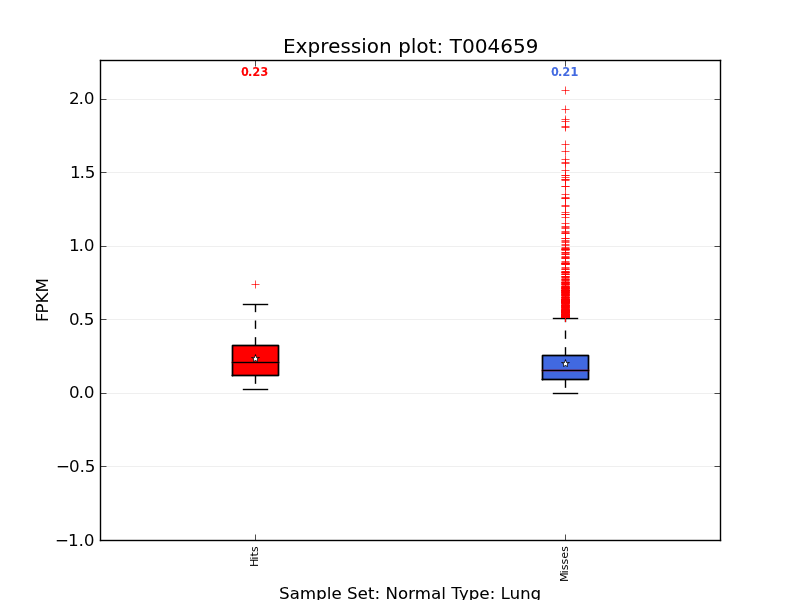 Expression plot: T004659
0.23 0.21
2.0
1.5
1.0
0.5
0.0
−0.5
−1.0
FPKM
Hits
Misses
Sample Set: Normal Type: Lung